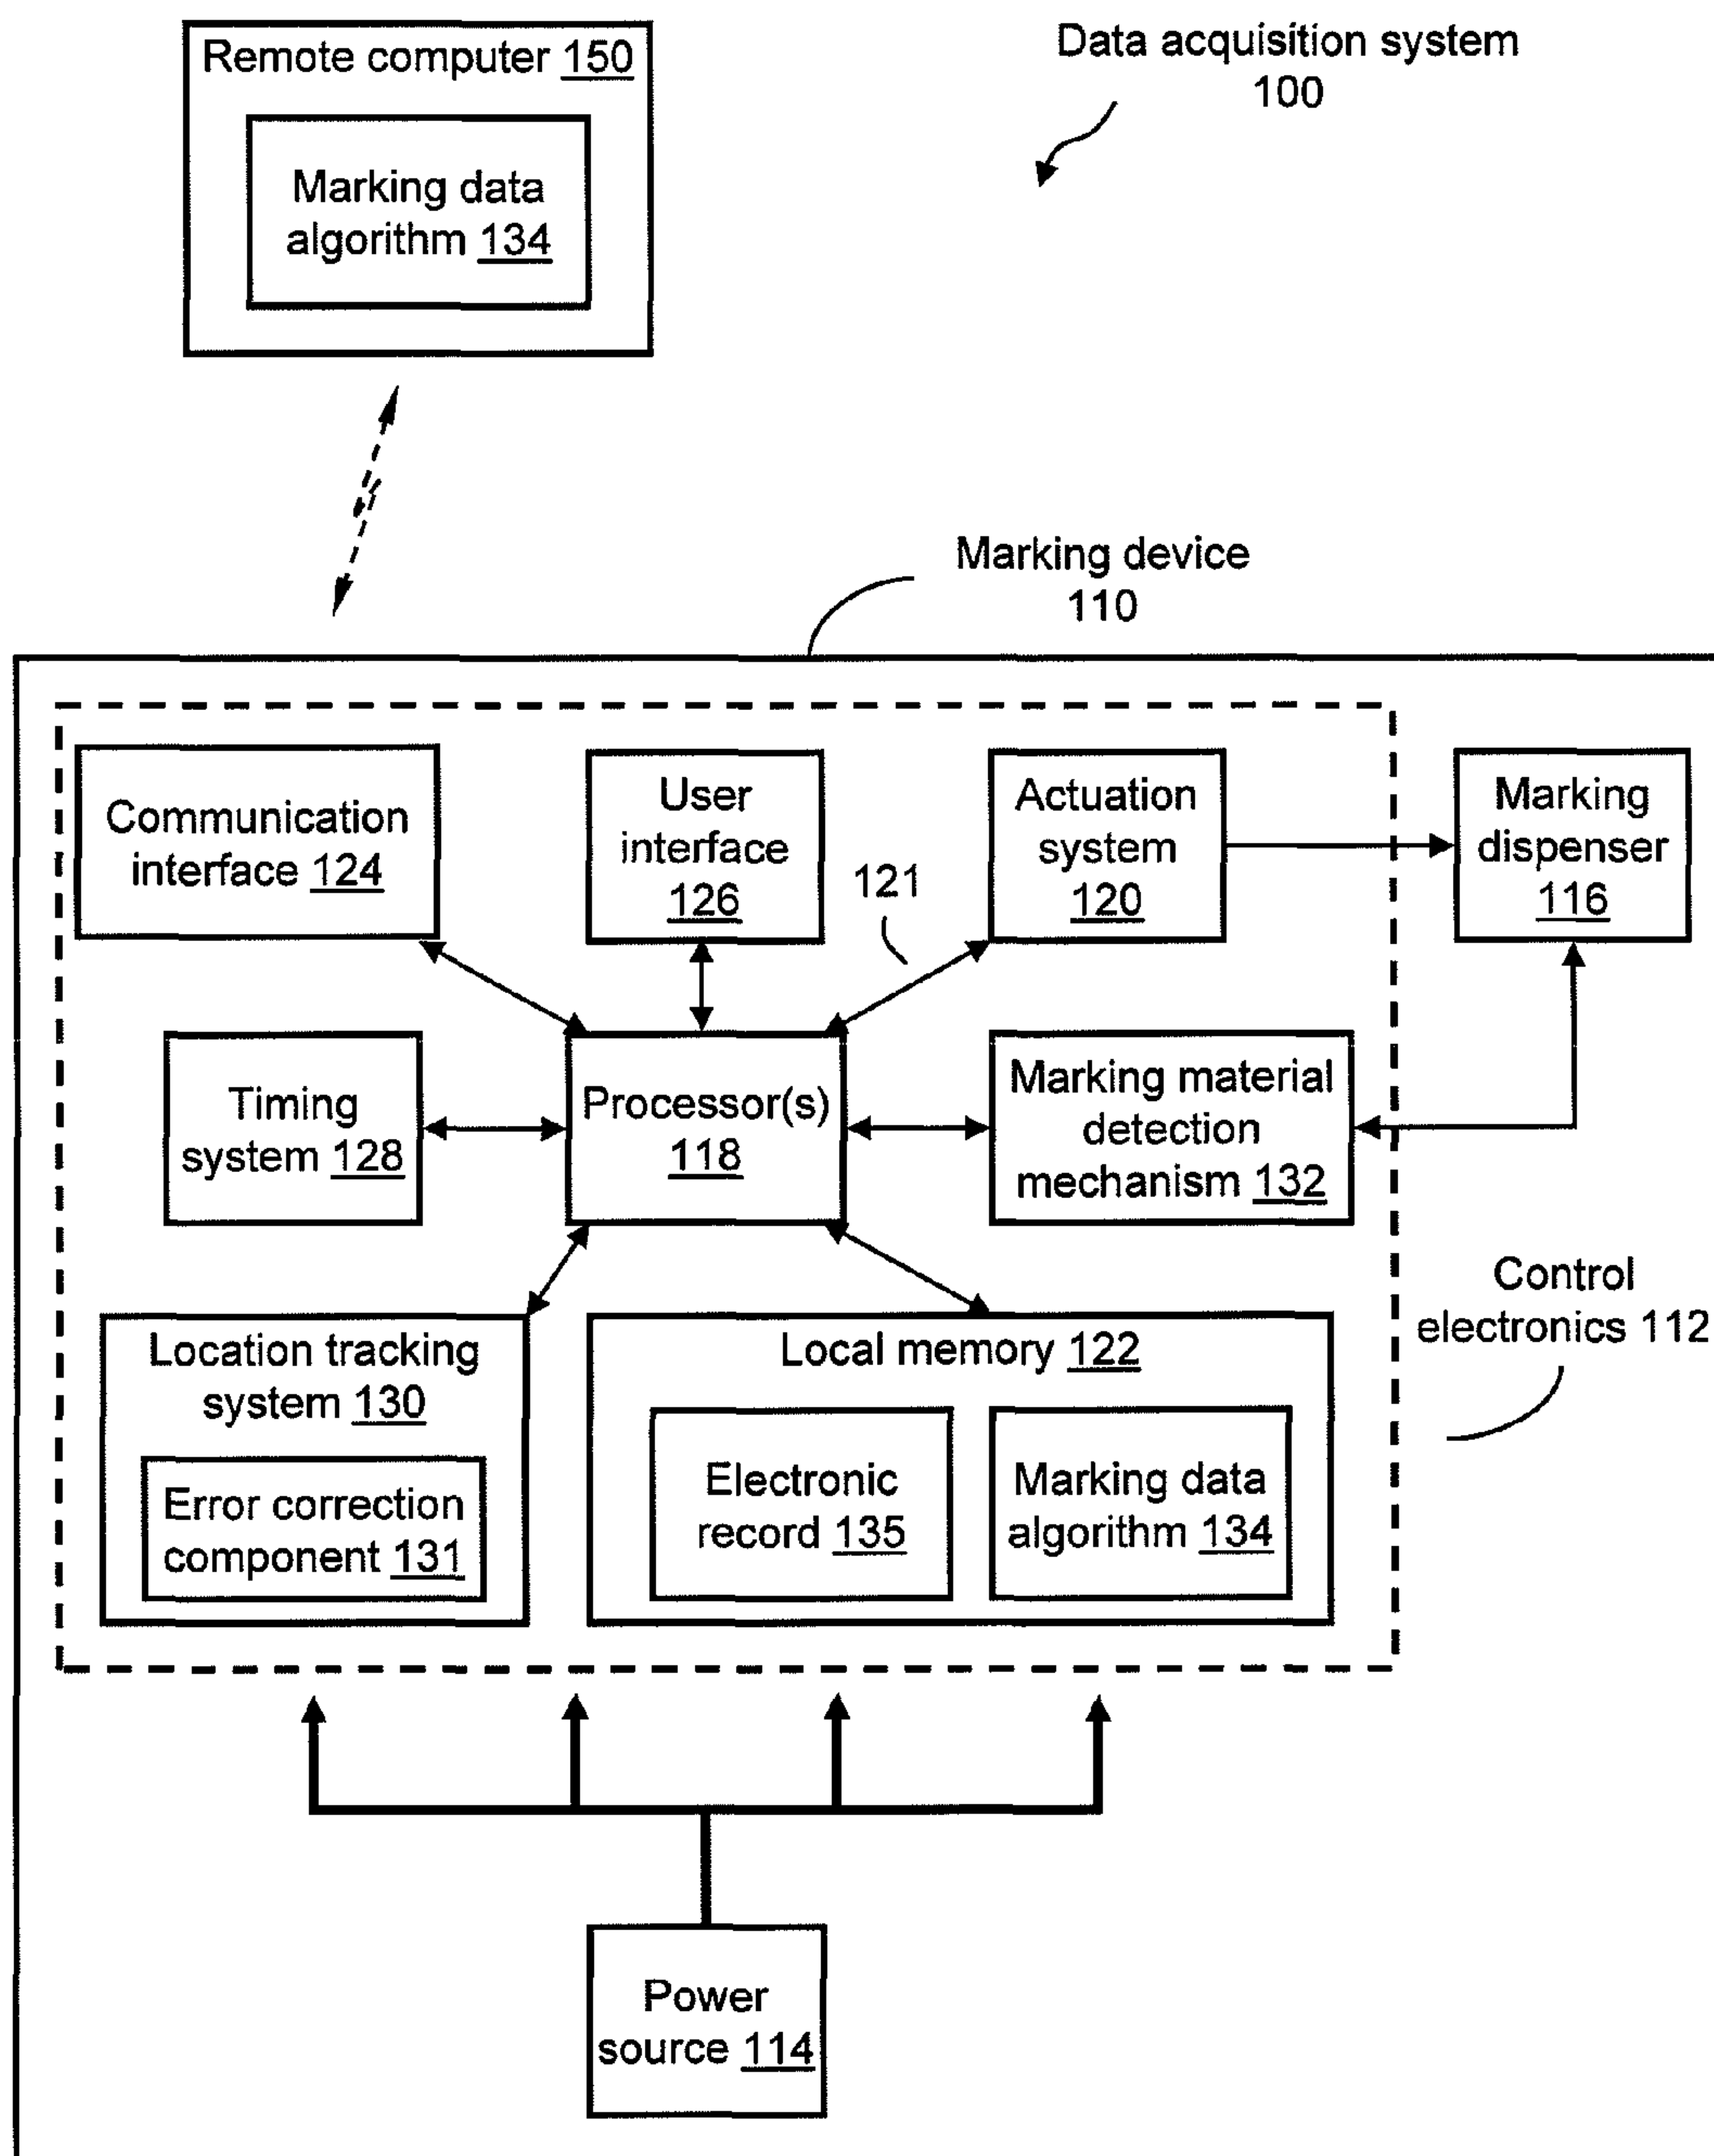 Remote computer 150
Marking data
algorithm 134
Data acquisition system
100
Marking device
110
Communication
interface 124
User
interface
126
Actuation
system
120
Marking
dispenser
116
121
Timing
system 128
Processor(s)
118
Marking material
detection
mechanism 132
Control
electronics 112
Location tracking
system 130
Error correction
component 131
Local memory 122
Electronic
record 135
Marking data
algorithm 134
Power
source 114